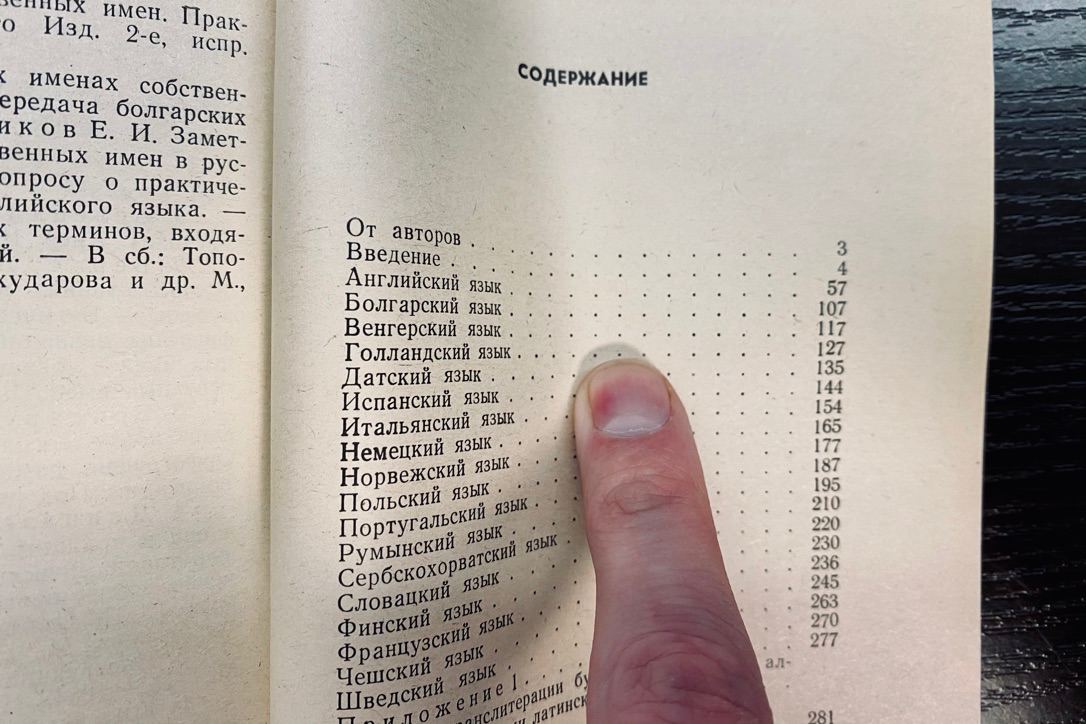 венных имен. Прак-
о Изд. 2-е, испр.
х именах собствен-
ередача болгарских
иков Е. И. Замет-
венных имен в рус-
опросу о практиче-
лийского языка. —
х терминов, входя-
й. — В сб.: Топо-
хударова и др. М.,
СОДЕРЖАНИЕ
От авторов 3
Введение 4
Английский язык 57
Болгарский язык 107
Венгерский язык 117
Голландский язык 127
Датский язык 135
Испанский язык 144
Итальянский язык 154
Немецкий язык 165
Норвежский язык 177
Польский язык 187
Португальский язык 195
Румынский язык 210
Сербскохорватский язык 220
Словацкий язык 230
Финский язык 236
Французский язык 245
Чешский язык 263
Шведский язык 270
Приложение 1 277
ал-
281